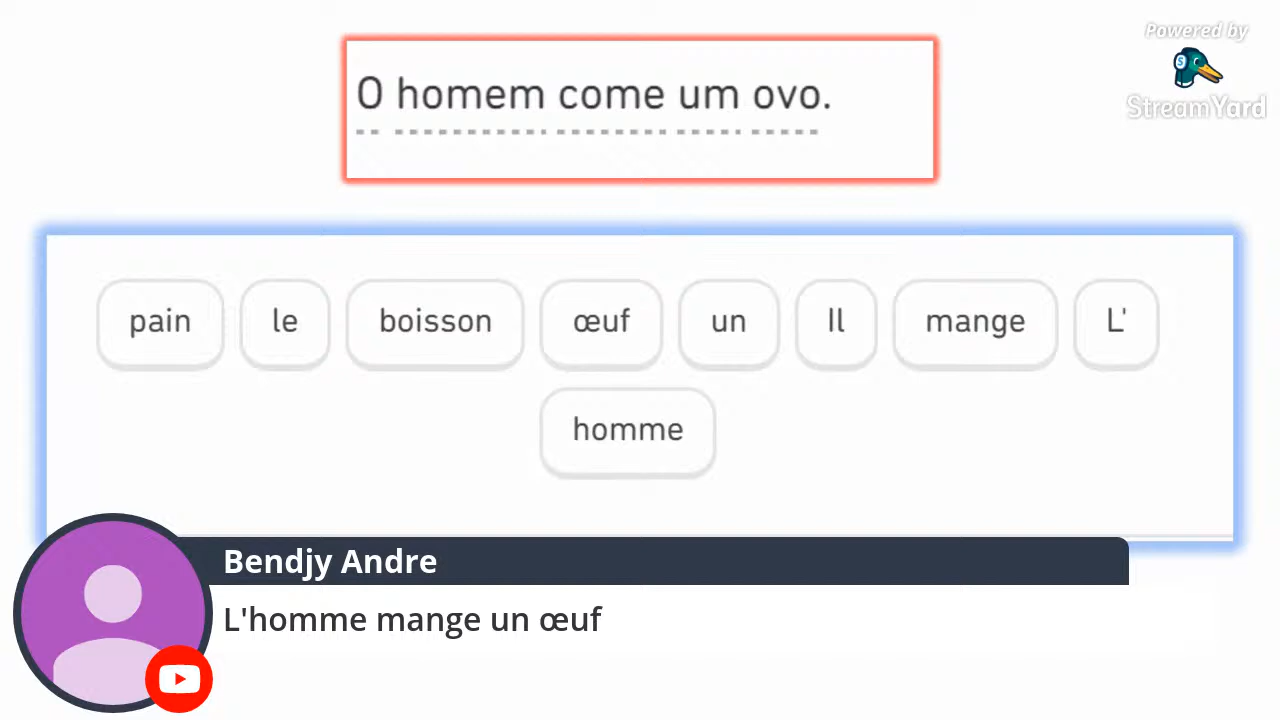 Powered by
StreamYard
O homem come um ovo.
pain le boisson œuf un Il mange L'
homme
Bendjy Andre
L'homme mange un œuf